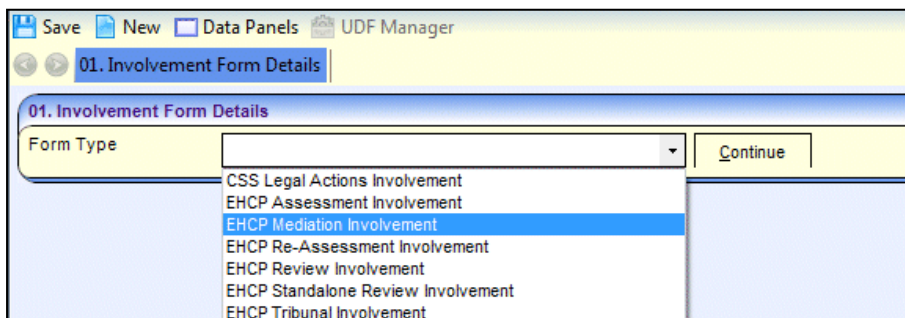 Save New Data Panels UDF Manager
01. Involvement Form Details
01. Involvement Form Details
Form Type Continue
CSS Legal Actions Involvement
EHCP Assessment Involvement
EHCP Mediation Involvement
EHCP Re-Assessment Involvement
EHCP Review Involvement
EHCP Standalone Review Involvement
EHCP Tribunal Involvement